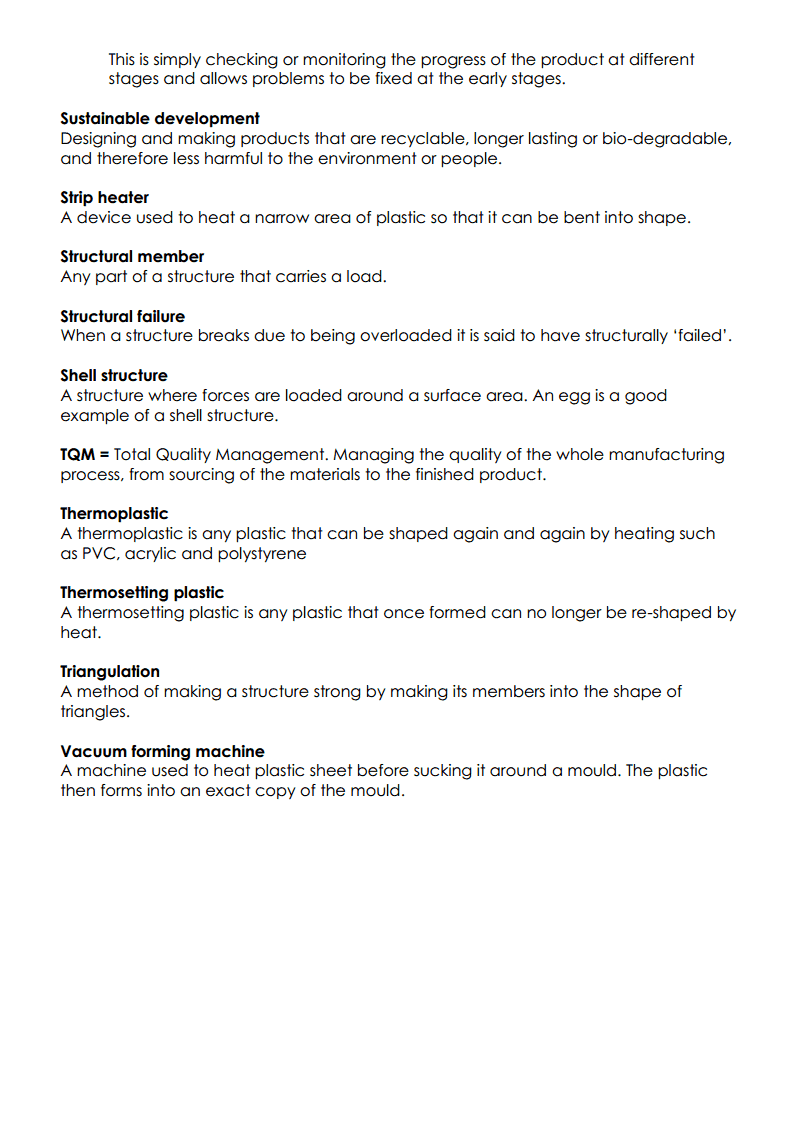 This is simply checking or monitoring the progress of the product at different
stages and allows problems to be fixed at the early stages.
Sustainable development
Designing and making products that are recyclable, longer lasting or bio-degradable,
and therefore less harmful to the environment or people.
Strip heater
A device used to heat a narrow area of plastic so that it can be bent into shape.
Structural member
Any part of a structure that carries a load.
Structural failure
When a structure breaks due to being overloaded it is said to have structurally ‘failed’.
Shell structure
A structure where forces are loaded around a surface area. An egg is a good
example of a shell structure.
TQM = Total Quality Management. Managing the quality of the whole manufacturing
process, from sourcing of the materials to the finished product.
Thermoplastic
A thermoplastic is any plastic that can be shaped again and again by heating such
as PVC, acrylic and polystyrene
Thermosetting plastic
A thermosetting plastic is any plastic that once formed can no longer be re-shaped by
heat.
Triangulation
A method of making a structure strong by making its members into the shape of
triangles.
Vacuum forming machine
A machine used to heat plastic sheet before sucking it around a mould. The plastic
then forms into an exact copy of the mould.